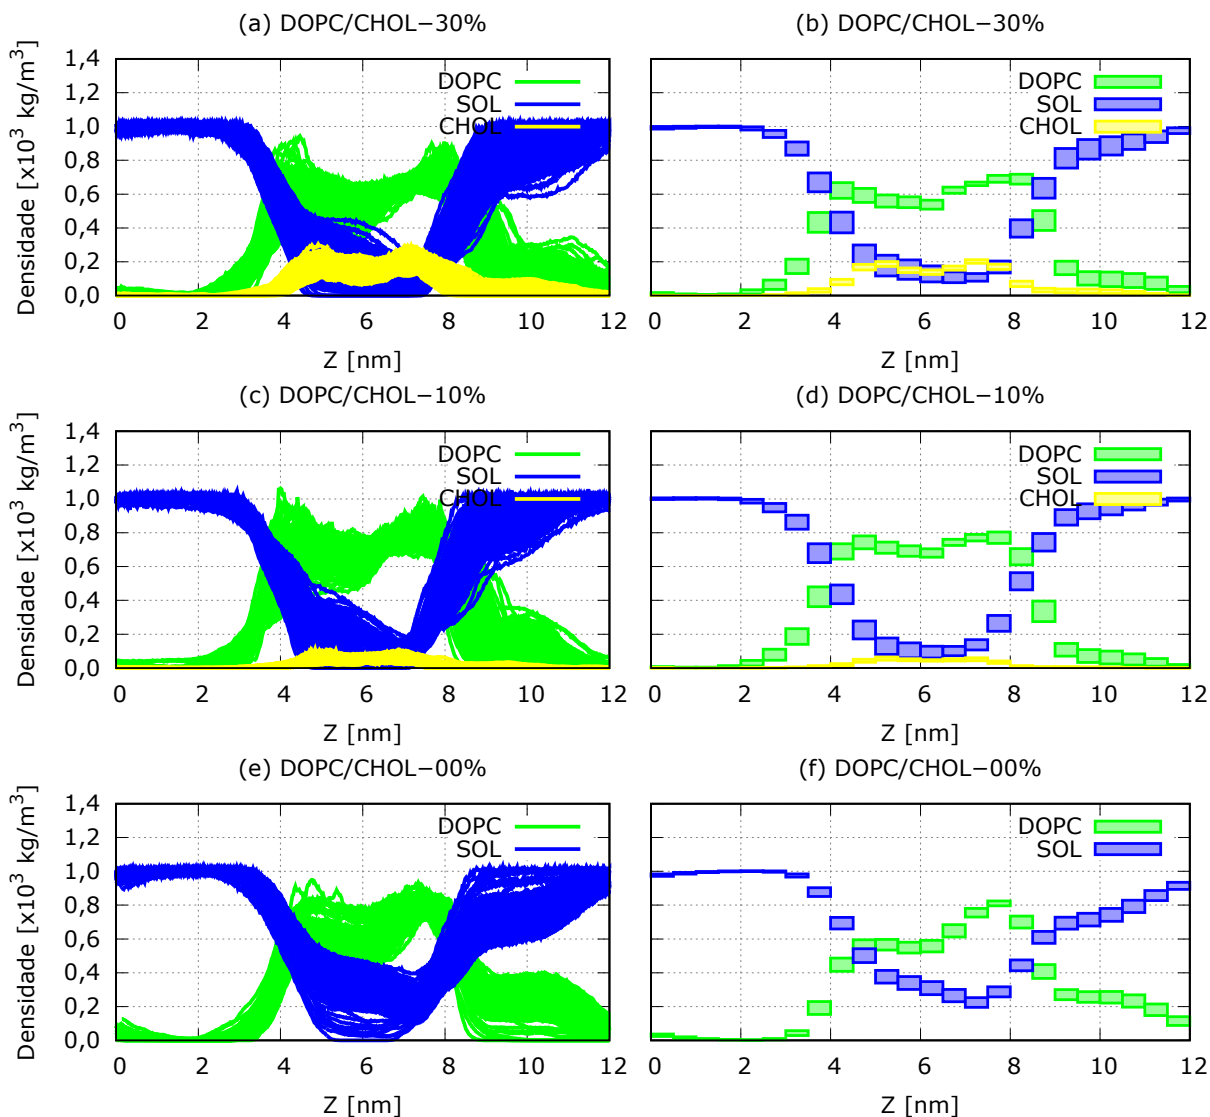 (a) DOPC/CHOL−30%
Densidade [x10³ kg/m³]
1,4
1,2
1,0
0,8
0,6
0,4
0,2
0,0
DOPC
SOL
CHOL
0 2 4 6 8 10 12
Z [nm]
(b) DOPC/CHOL−30%
DOPC
SOL
CHOL
0 2 4 6 8 10 12
Z [nm]
(c) DOPC/CHOL−10%
Densidade [x10³ kg/m³]
1,4
1,2
1,0
0,8
0,6
0,4
0,2
0,0
DOPC
SOL
CHOL
0 2 4 6 8 10 12
Z [nm]
(d) DOPC/CHOL−10%
DOPC
SOL
CHOL
0 2 4 6 8 10 12
Z [nm]
(e) DOPC/CHOL−00%
Densidade [x10³ kg/m³]
1,4
1,2
1,0
0,8
0,6
0,4
0,2
0,0
DOPC
SOL
0 2 4 6 8 10 12
Z [nm]
(f) DOPC/CHOL−00%
DOPC
SOL
0 2 4 6 8 10 12
Z [nm]